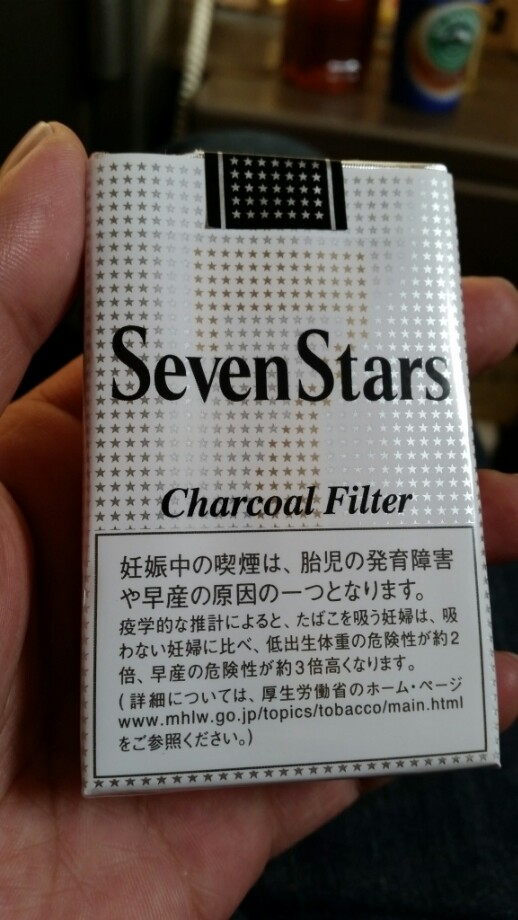 Seven Stars
Charcoal Filter
妊娠中の喫煙は、胎児の発育障害
や早産の原因の一つとなります。
疫学的な推計によると、たばこを吸う妊婦は、吸
わない妊婦に比べ、低出生体重の危険性が約2
倍、早産の危険性が約3倍高くなります。
(詳細については、厚生労働省のホーム・ページ
www.mhlw.go.jp/topics/tobacco/main.html
をご参照ください。)